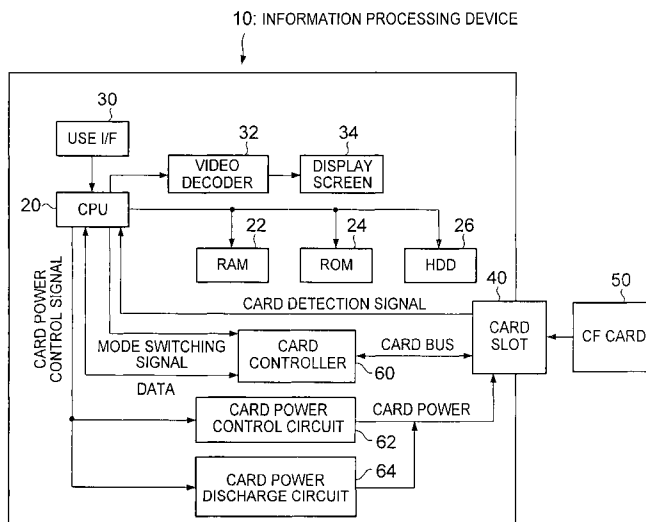 10: INFORMATION PROCESSING DEVICE
30
USE I/F
32
VIDEO
DECODER
34
DISPLAY
SCREEN
20
CPU
22
RAM
24
ROM
26
HDD
40
CARD
SLOT
50
CF CARD
CARD DETECTION SIGNAL
CARD POWER
CONTROL SIGNAL
MODE SWITCHING
SIGNAL
DATA
CARD
CONTROLLER
60
CARD BUS
CARD POWER
CONTROL CIRCUIT
62
CARD POWER
64
CARD POWER
DISCHARGE CIRCUIT